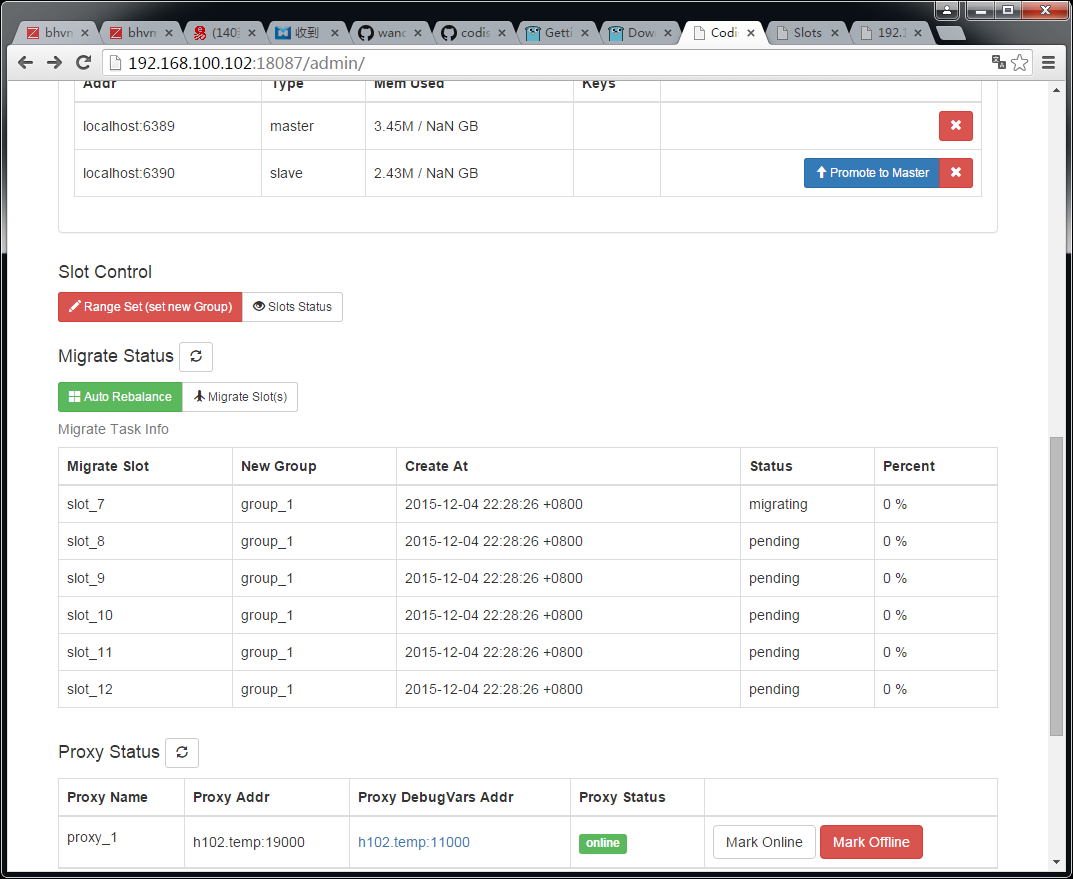 bhvn
bhvn
(140
收到
wanc
codis
Getti
Dow
Codi
Slots
192.1
192.168.100.102:18087/admin/
Addr Type Mem Used Keys
localhost:6389 master 3.45M / NaN GB
localhost:6390 slave 2.43M / NaN GB Promote to Master
Slot Control
Range Set (set new Group) Slots Status
Migrate Status
Auto Rebalance Migrate Slot(s)
Migrate Task Info
Migrate Slot New Group Create At Status Percent
slot_7 group_1 2015-12-04 22:28:26 +0800 migrating 0 %
slot_8 group_1 2015-12-04 22:28:26 +0800 pending 0 %
slot_9 group_1 2015-12-04 22:28:26 +0800 pending 0 %
slot_10 group_1 2015-12-04 22:28:26 +0800 pending 0 %
slot_11 group_1 2015-12-04 22:28:26 +0800 pending 0 %
slot_12 group_1 2015-12-04 22:28:26 +0800 pending 0 %
Proxy Status
Proxy Name Proxy Addr Proxy DebugVars Addr Proxy Status
proxy_1 h102.temp:19000 h102.temp:11000 online Mark Online Mark Offline